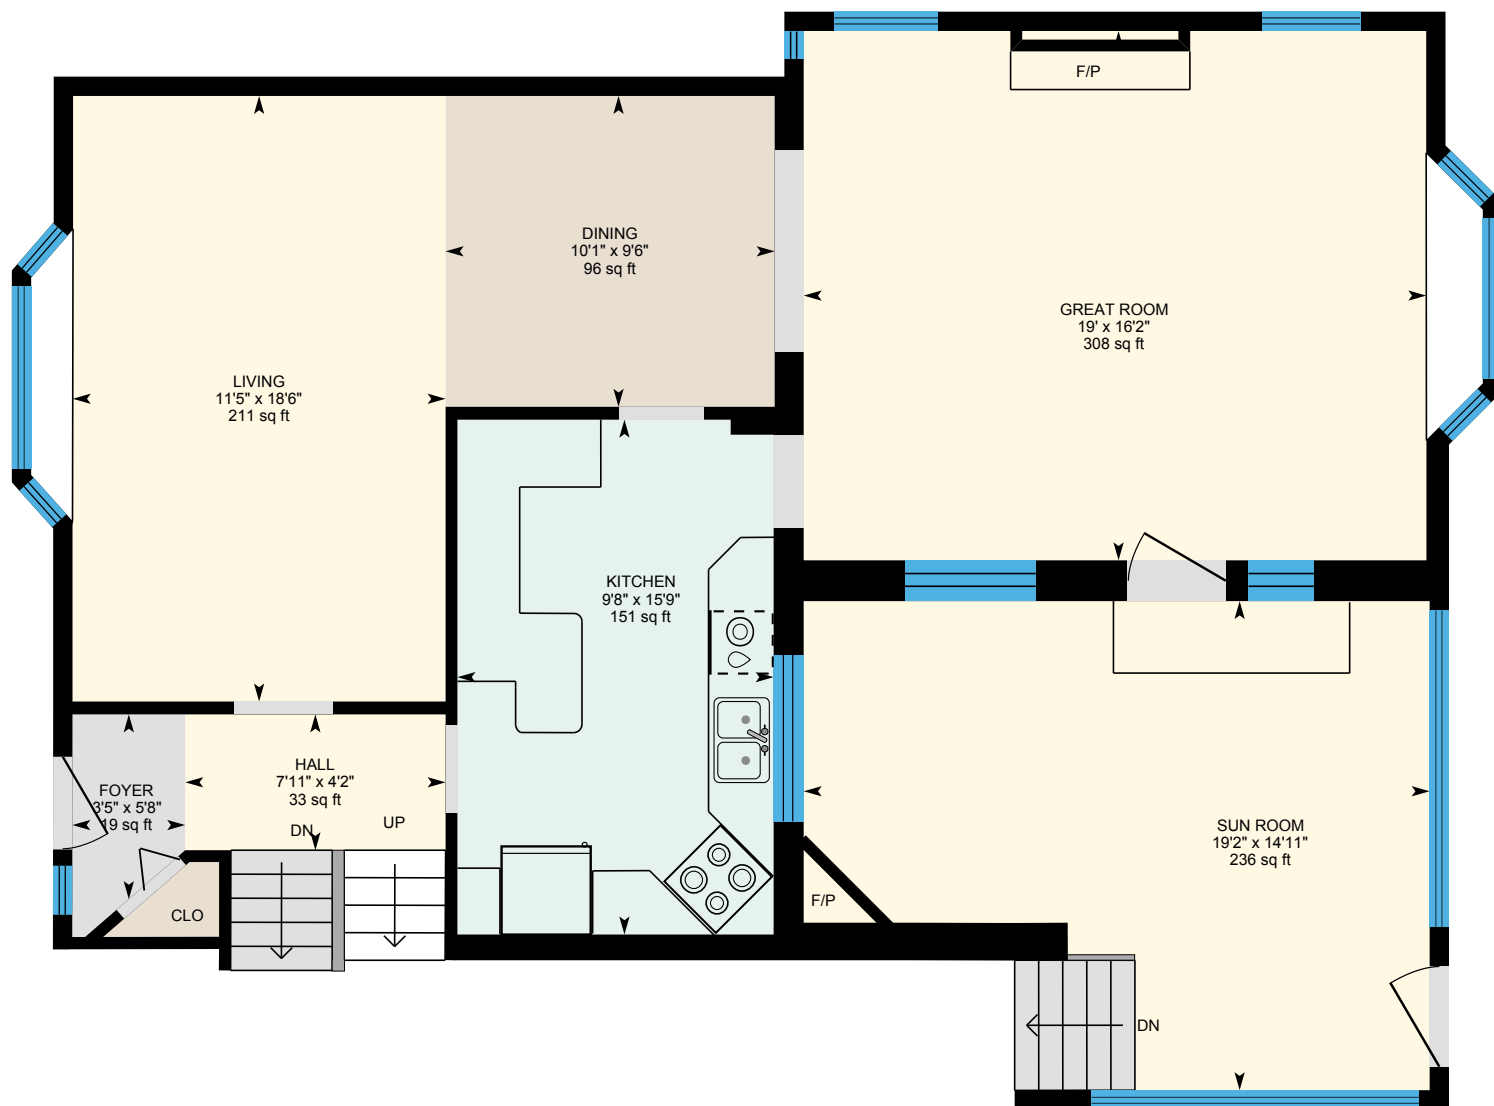 F/P
DINING
10'1" x 9'6"
96 sq ft
GREAT ROOM
19' x 16'2"
308 sq ft
LIVING
11'5" x 18'6"
211 sq ft
KITCHEN
9'8" x 15'9"
151 sq ft
HALL
7'11" x 4'2"
33 sq ft
FOYER
3'5" x 5'8"
19 sq ft
DN
UP
SUN ROOM
19'2" x 14'11"
236 sq ft
F/P
CLO
DN